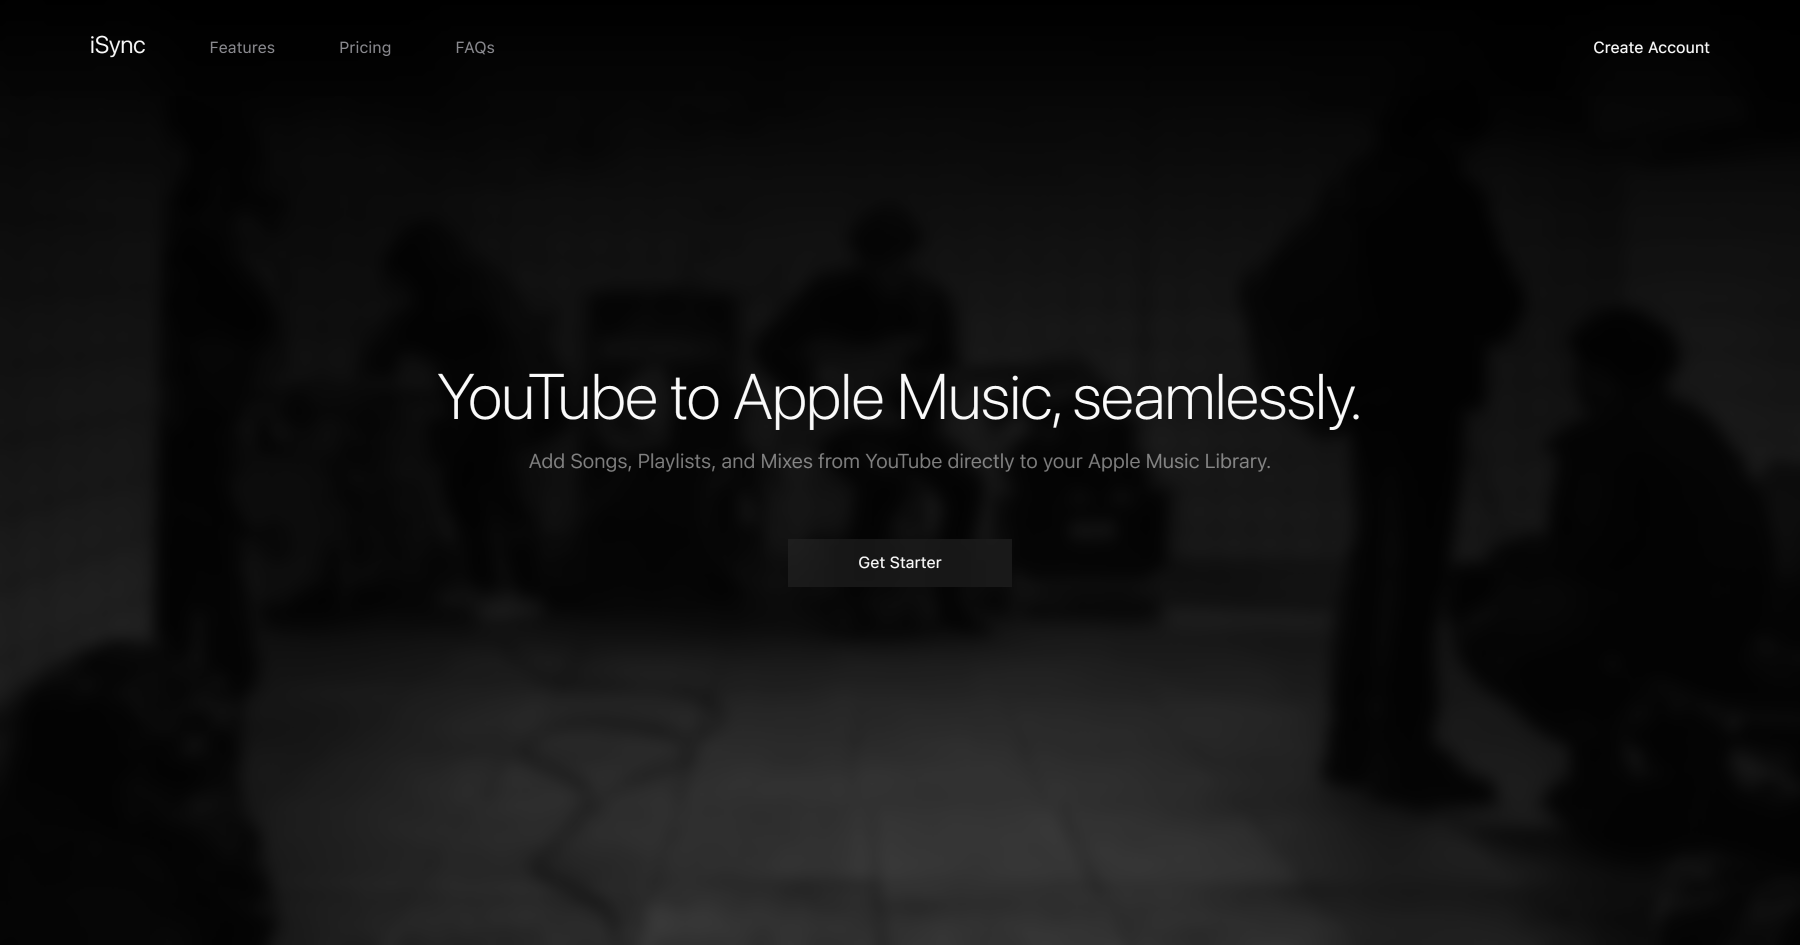 iSync Features Pricing FAQs Create Account
YouTube to Apple Music, seamlessly.
Add Songs, Playlists, and Mixes from YouTube directly to your Apple Music Library.
Get Starter